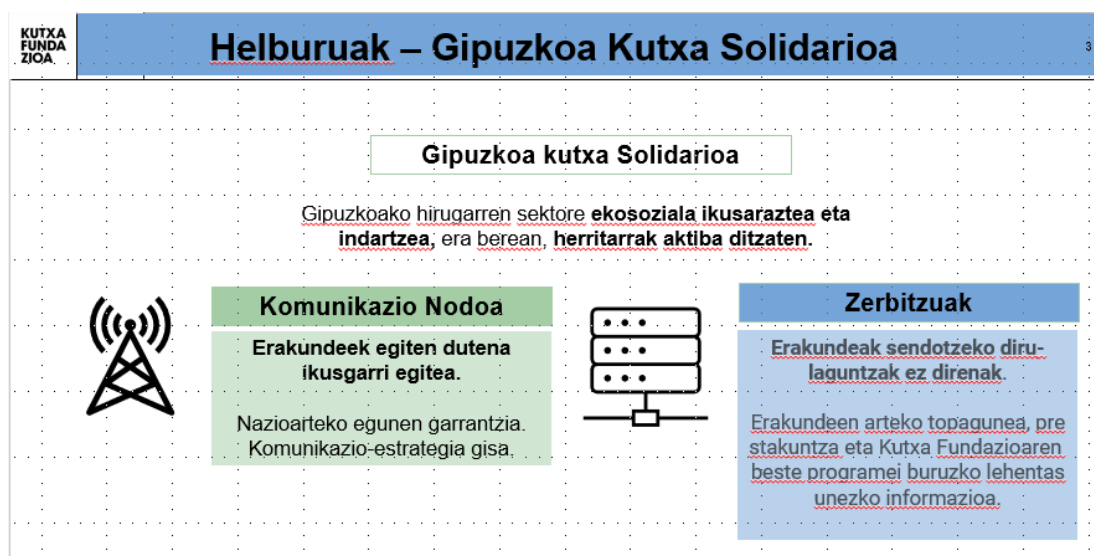 KUTXA
FUNDA
ZIOA
Helburuak – Gipuzkoa Kutxa Solidarioa
3
Gipuzkoa kutxa Solidarioa
Gipuzkoako hirugarren sektore ekosoziala ikusaraztea eta
indartzea, era berean, herritarrak aktiba ditzaten.
Komunikazio Nodoa
Erakundeek egiten dutena
ikusgarri egitea.
Nazioarteko egunen garrantzia.
Komunikazio-estrategia gisa.
Zerbitzuak
Erakundeak sendotzeko diru-
laguntzak ez direnak.
Erakundeen arteko topagunea, pre
stakuntza eta Kutxa Fundazioaren
beste programei buruzko lehentas
unezko informazioa.